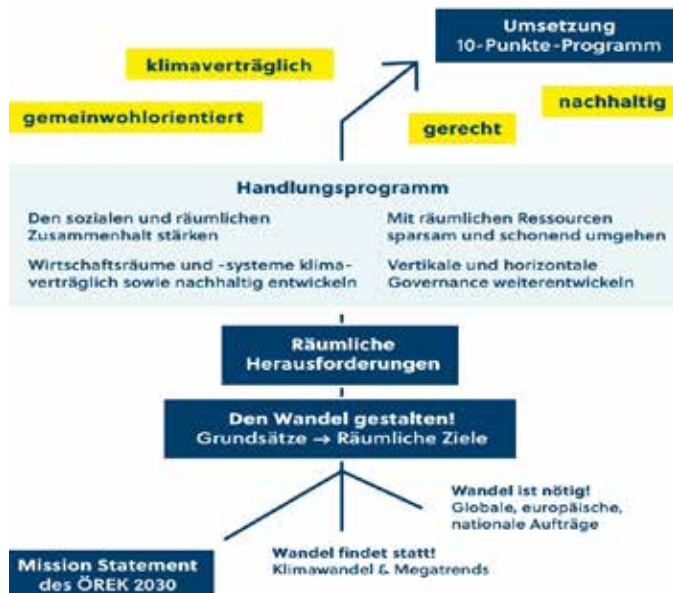 Umsetzung
10-Punkte-Programm
klimaverträglich
nachhaltig
gemeinwohlorientiert
gerecht
Handlungsprogramm
Den sozialen und räumlichen
Zusammenhalt stärken
Mit räumlichen Ressourcen
sparsam und schonend umgehen
Wirtschaftsräume und -systeme klima-
verträglich sowie nachhaltig entwickeln
Vertikale und horizontale
Governance weiterentwickeln
Räumliche
Herausforderungen
Den Wandel gestalten!
Grundsätze → Räumliche Ziele
Wandel ist nötig!
Globale, europäische,
nationale Aufträge
Wandel findet statt!
Klimawandel & Megatrends
Mission Statement
des ÖREK 2030